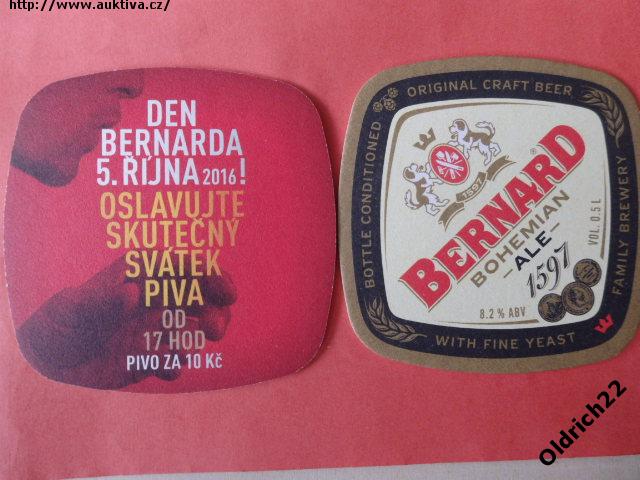 http://www.auktiva.cz/
DEN
BERNARDA
5. ŘÍJNA 2016!
OSLAVUJTE
SKUTEČNÝ
SVÁTEK
PIVA
OD
17 HOD
PIVO ZA 10 Kč
ORIGINAL CRAFT BEER
BOTTLE CONDITIONED
FAMILY BREWERY
WITH FINE YEAST
1597
BERNARD®
BOHEMIAN
ALE
1597
VOL. 0.5 L
8.2 % ABV
Oldrich22